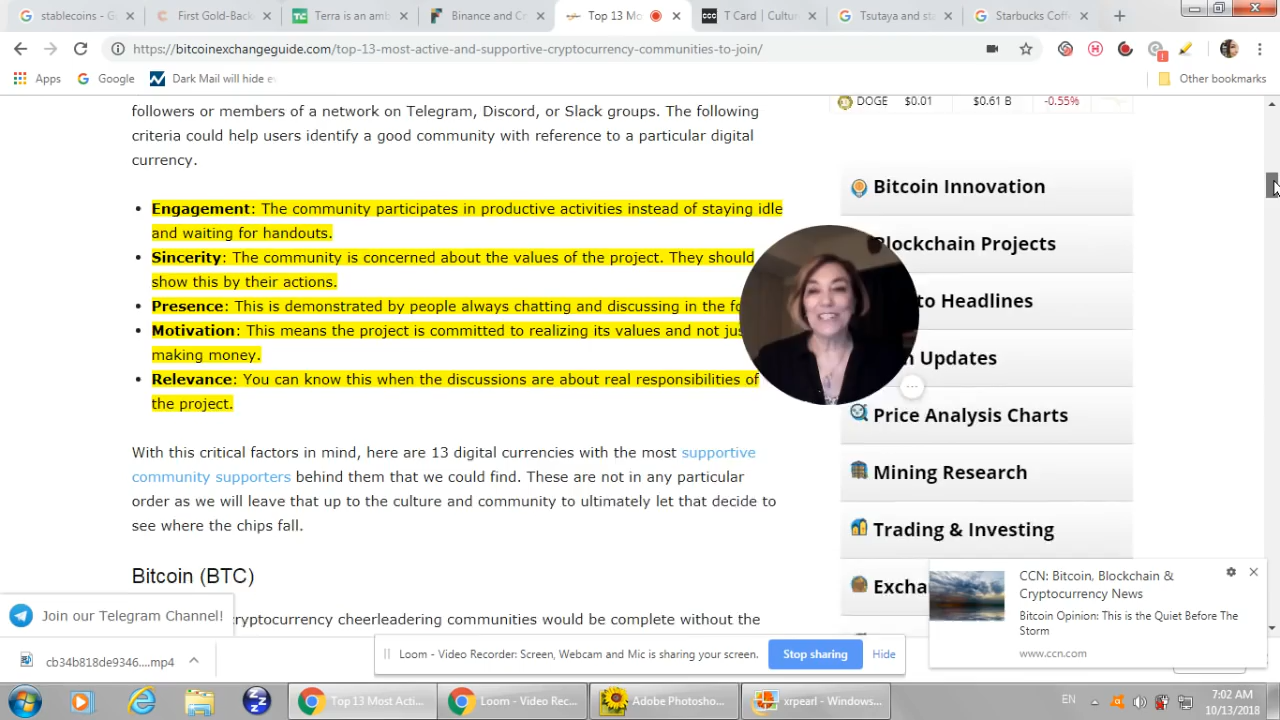 stablecoins - G
First Gold-Back
Terra is an amb
Binance and Cr
Top 13 Mo
T Card | Cultur
Tsutaya and sta
Starbucks Coff
https://bitcoinexchangeguide.com/top-13-most-active-and-supportive-cryptocurrency-communities-to-join/
Apps
Google
Dark Mail will hide e
Other bookmarks
followers or members of a network on Telegram, Discord, or Slack groups. The following
criteria could help users identify a good community with reference to a particular digital
currency.
• Engagement: The community participates in productive activities instead of staying idle
and waiting for handouts.
• Sincerity: The community is concerned about the values of the project. They should
show this by their actions.
• Presence: This is demonstrated by people always chatting and discussing in the fo
• Motivation: This means the project is committed to realizing its values and not jus
making money.
• Relevance: You can know this when the discussions are about real responsibilities of
the project.
With this critical factors in mind, here are 13 digital currencies with the most supportive
community supporters behind them that we could find. These are not in any particular
order as we will leave that up to the culture and community to ultimately let that decide to
see where the chips fall.
Bitcoin (BTC)
ryptocurrency cheerleading communities would be complete without the
DOGE $0.01 $0.61 B -0.55%
Bitcoin Innovation
Blockchain Projects
to Headlines
Updates
Price Analysis Charts
Mining Research
Trading & Investing
Excha
Join our Telegram Channel!
CCN: Bitcoin, Blockchain &
Cryptocurrency News
Bitcoin Opinion: This is the Quiet Before The
Storm
www.ccn.com
cb34b818de9346....mp4
Loom - Video Recorder: Screen, Webcam and Mic is sharing your screen.
Stop sharing
Hide
Top 13 Most Acti...
Loom - Video Rec...
Adobe Photosho...
xrpearl - Windows...
EN
7:02 AM
10/13/2018